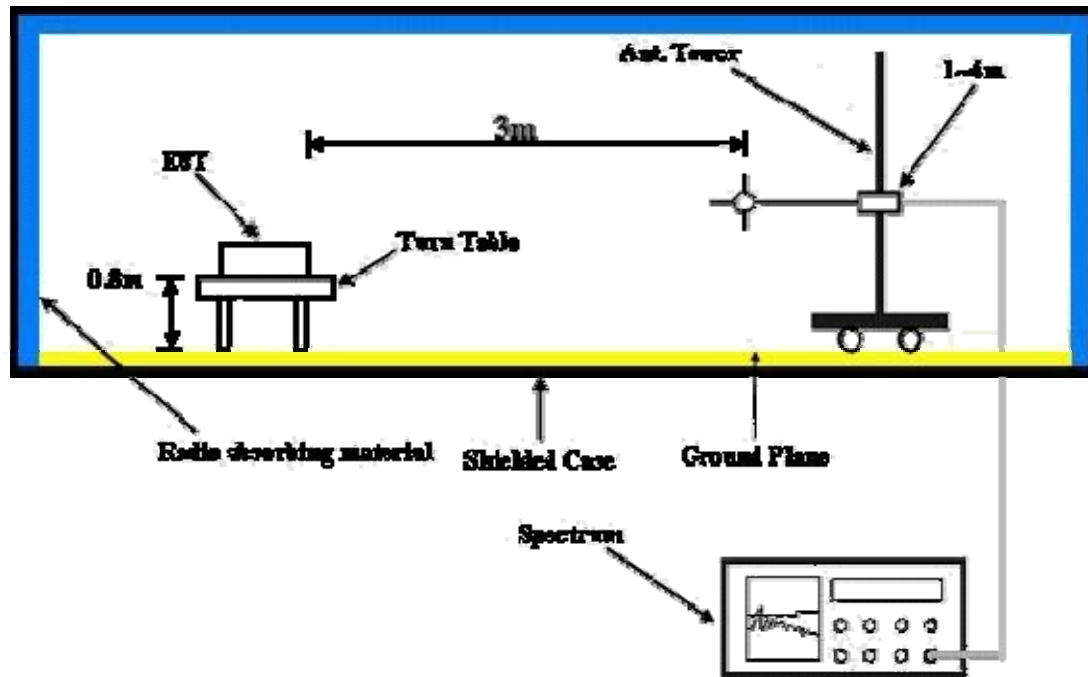 Ant. Tower
1-4m
3m
EUT
Turn Table
0.8m
Radio absorbing material
Shielded Case
Ground Plane
Spectrum